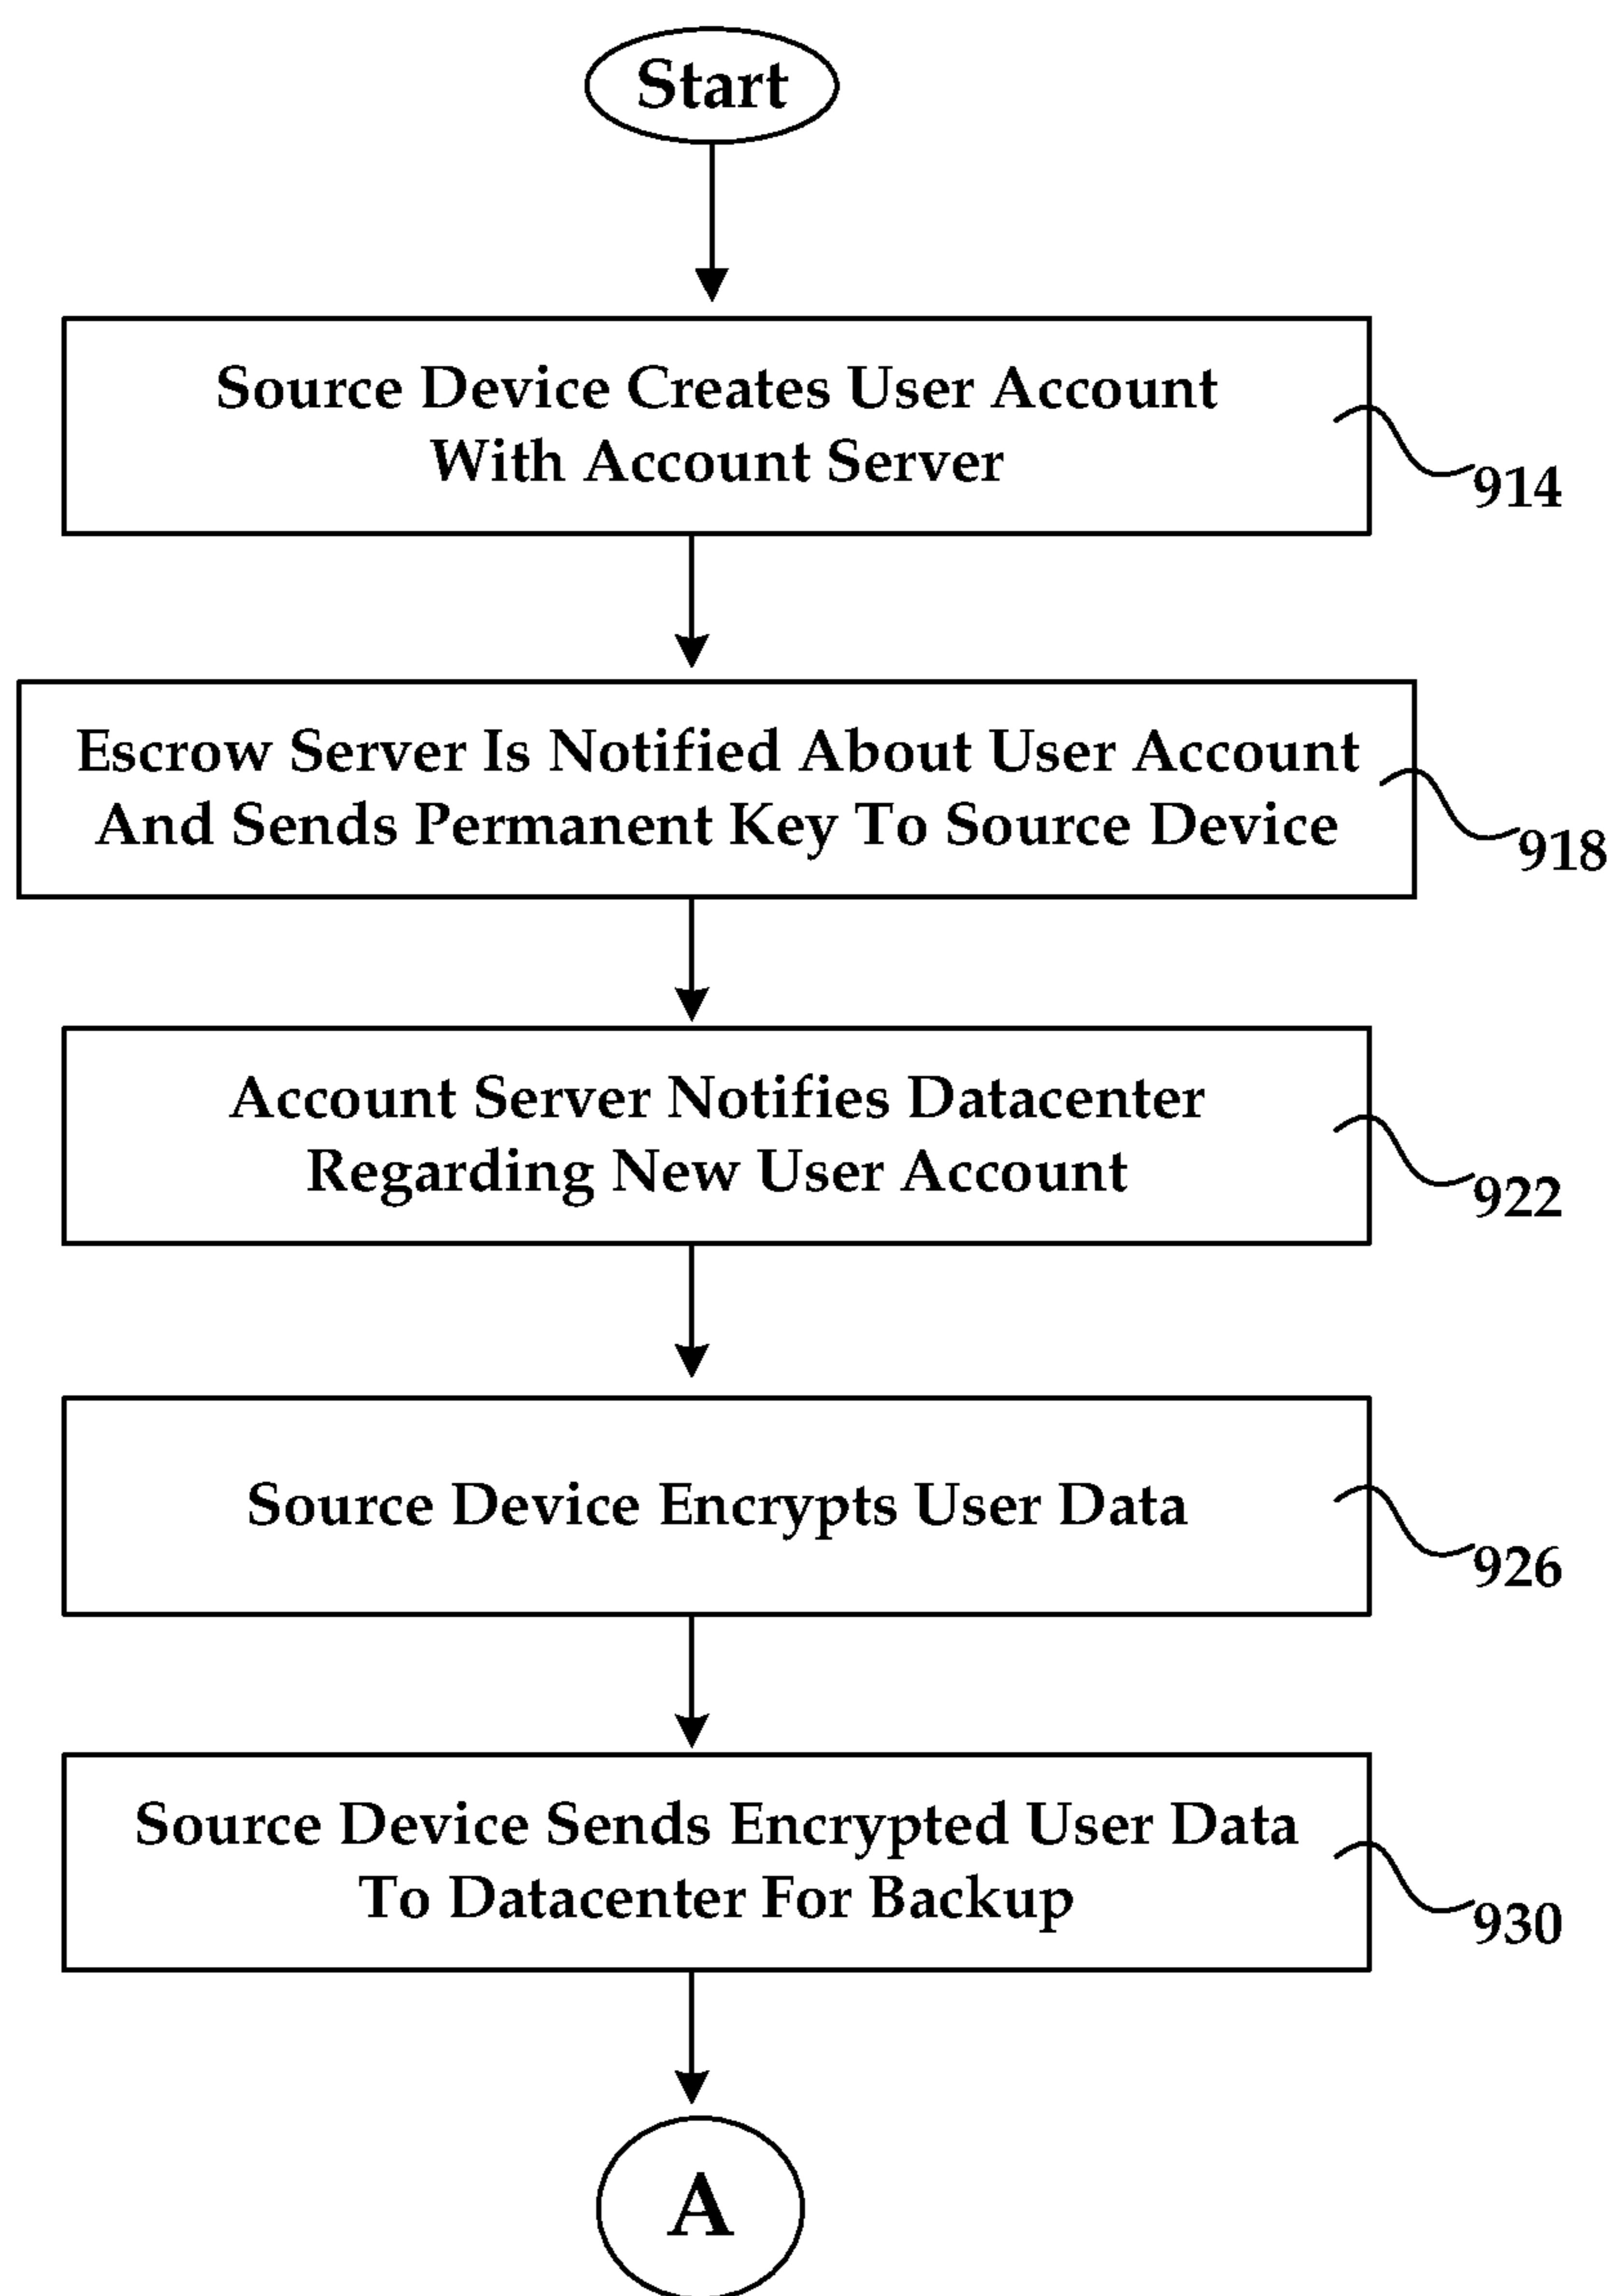 Start
Source Device Creates User Account
With Account Server
914
Escrow Server Is Notified About User Account
And Sends Permanent Key To Source Device
918
Account Server Notifies Datacenter
Regarding New User Account
922
Source Device Encrypts User Data
926
Source Device Sends Encrypted User Data
To Datacenter For Backup
930
A